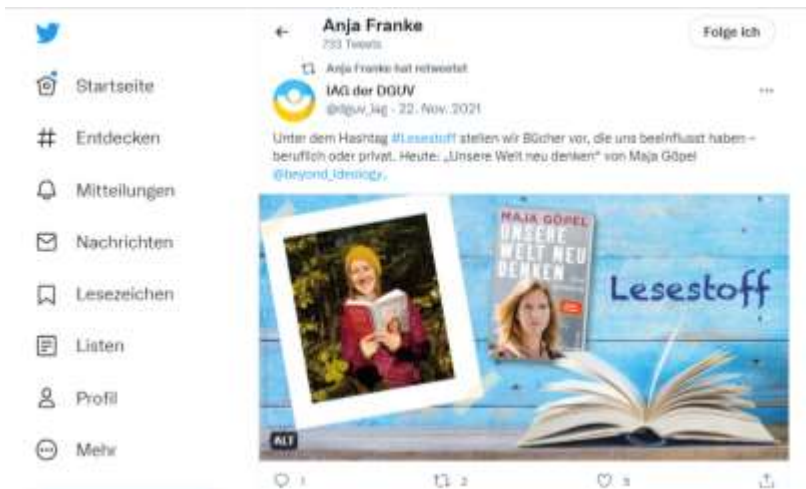 Anja Franke
733 Tweets
Folge ich
Startseite
Entdecken
Mitteilungen
Nachrichten
Lesezeichen
Listen
Profil
Mehr
Anja Franke hat retweetet
IAG der DGUV
@dguv_iag · 22. Nov. 2021
Unter dem Hashtag #Lesestoff stellen wir Bücher vor, die uns beeinflusst haben –
beruflich oder privat. Heute: „Unsere Welt neu denken“ von Maja Göpel
@beyond_ideology.
MAJA GÖPEL
UNSERE
WELT NEU
DENKEN
Lesestoff
ALT
1
2
3